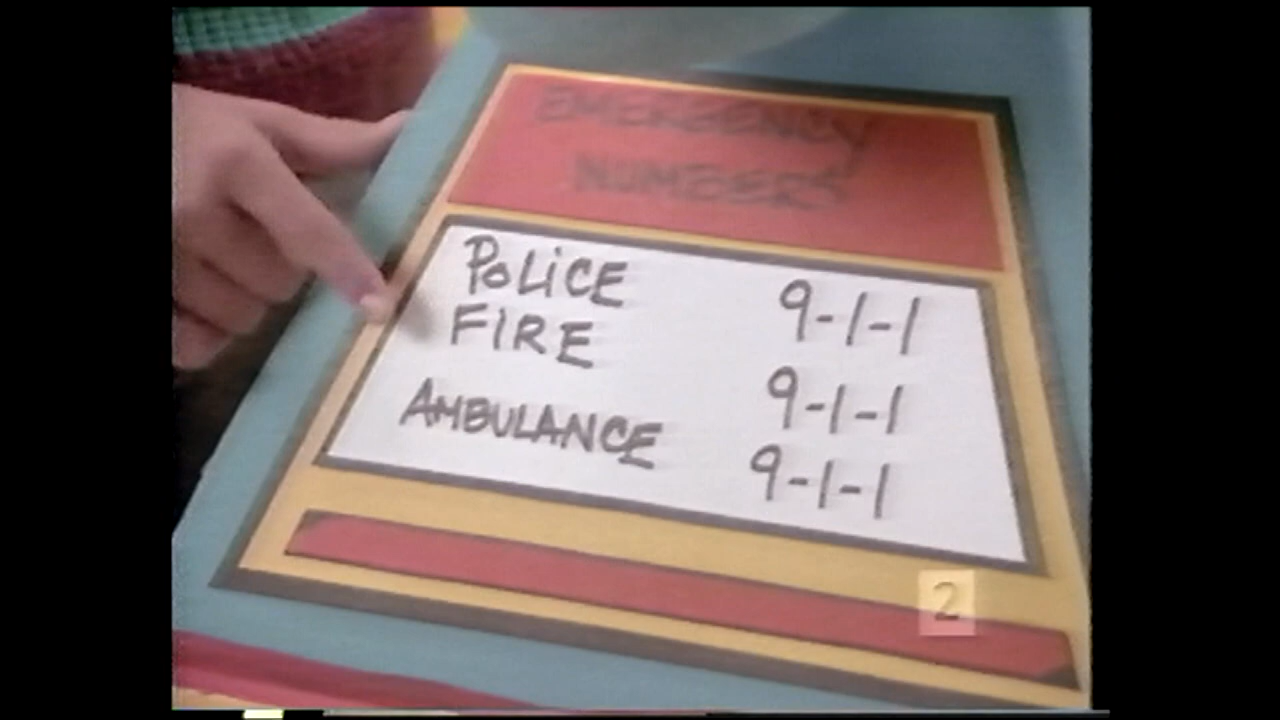 EMERGENCY
NUMBERS
POLiCE 9-1-1
FIRE 9-1-1
AMBULANCE 9-1-1
2